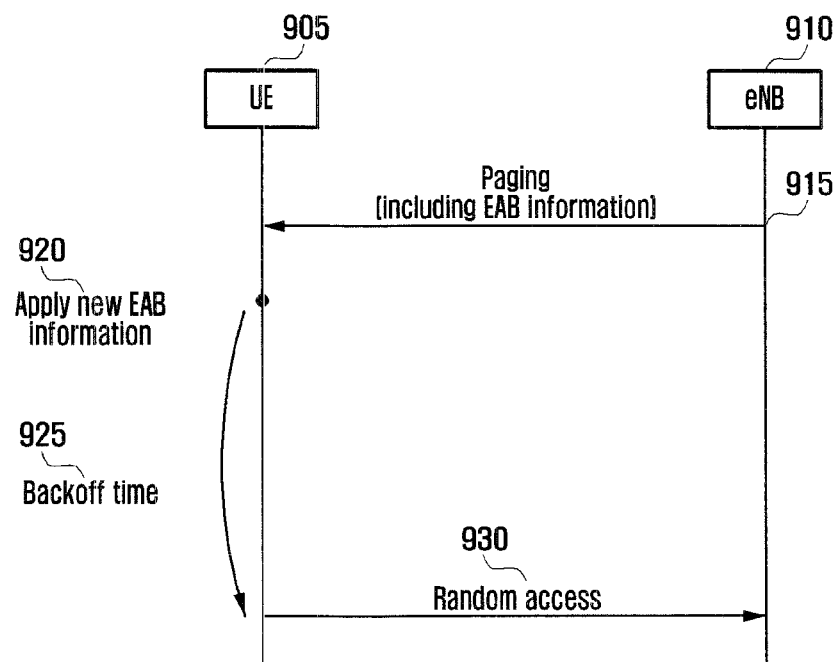 905
910
UE
eNB
Paging
(including EAB information)
915
920
Apply new EAB
information
925
Backoff time
930
Random access